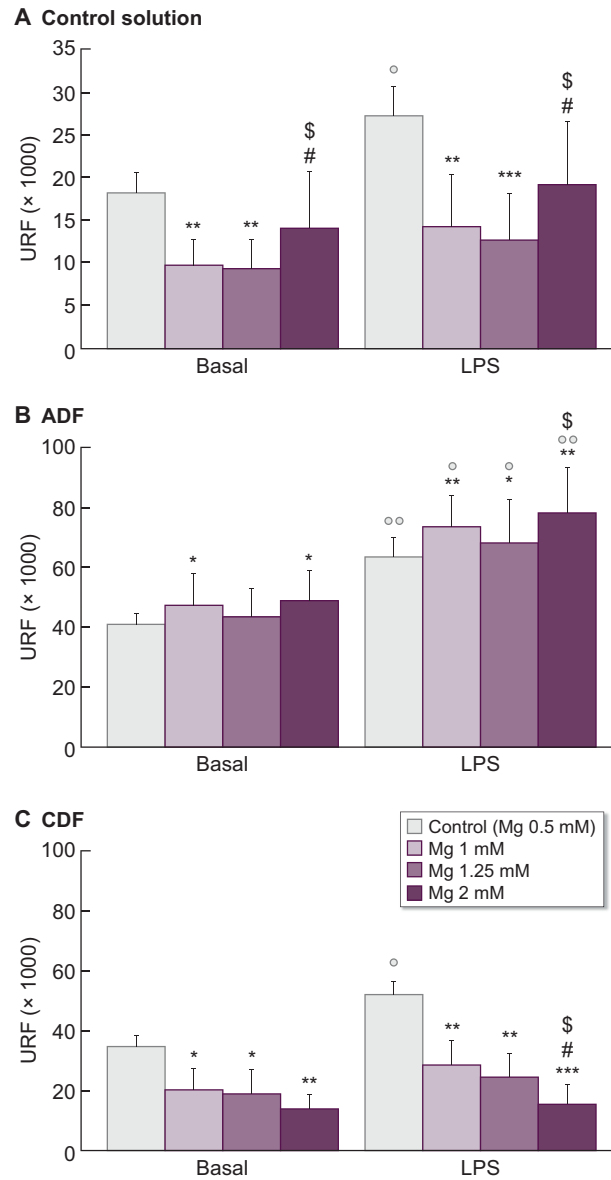 A Control solution
URF (× 1000)
35
30
25
20
15
10
5
0
** ** $ #
° ** *** $ #
Basal LPS
B ADF
URF (× 1000)
100
80
60
40
20
0
* *
°° ° ** ° * $ °° **
Basal LPS
C CDF
URF (× 1000)
100
80
60
40
20
0
Control (Mg 0.5 mM)
Mg 1 mM
Mg 1.25 mM
Mg 2 mM
* * **
° ** ** $ # ***
Basal LPS